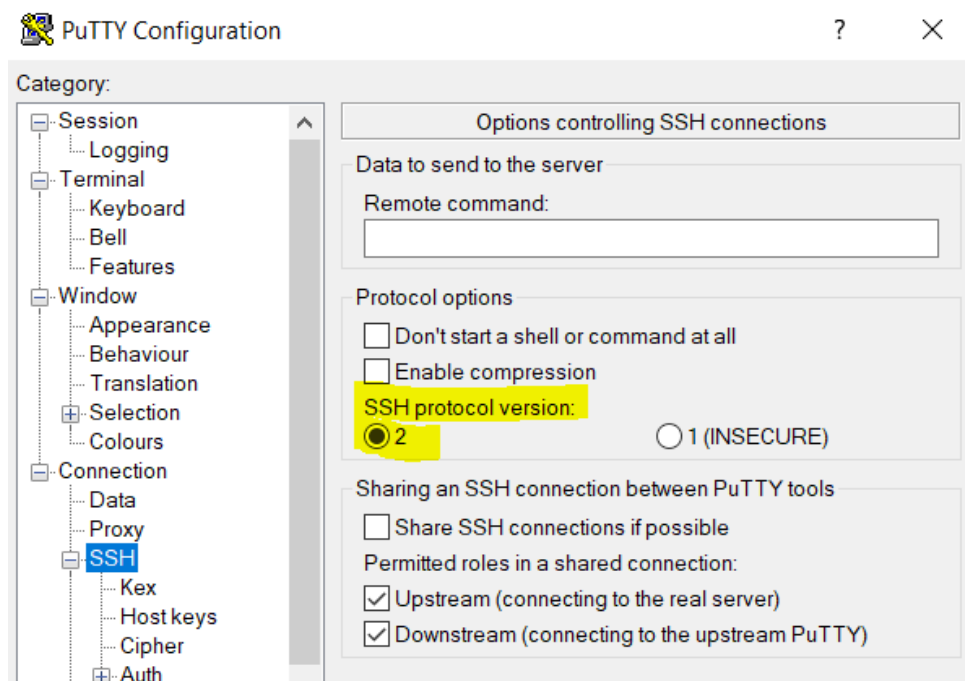 PuTTY Configuration
?
Category:
Session
Logging
Terminal
Keyboard
Bell
Features
Window
Appearance
Behaviour
Translation
Selection
Colours
Connection
Data
Proxy
SSH
Kex
Host keys
Cipher
Auth
Options controlling SSH connections
Data to send to the server
Remote command:
Protocol options
Don't start a shell or command at all
Enable compression
SSH protocol version:
2 1 (INSECURE)
Sharing an SSH connection between PuTTY tools
Share SSH connections if possible
Permitted roles in a shared connection:
Upstream (connecting to the real server)
Downstream (connecting to the upstream PuTTY)